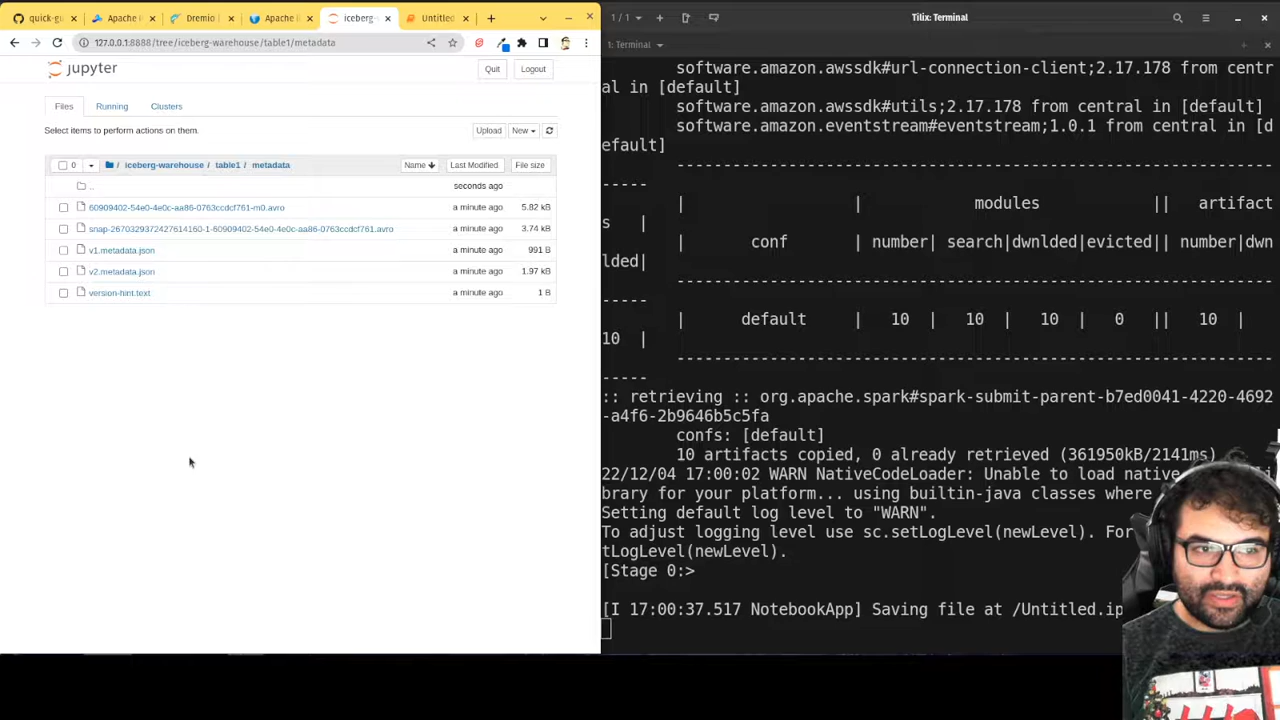 quick-gu
Apache I
Dremio I
Apache I
iceberg-
Untitled
127.0.0.1:8888/tree/iceberg-warehouse/table1/metadata
jupyter
Quit
Logout
Files
Running
Clusters
Select items to perform actions on them.
Upload
New
0
/ iceberg-warehouse / table1 / metadata
Name
Last Modified
File size
..
seconds ago
60909402-54e0-4e0c-aa86-0763ccdcf761-m0.avro
a minute ago
5.82 kB
snap-2670329372427614160-1-60909402-54e0-4e0c-aa86-0763ccdcf761.avro
a minute ago
3.74 kB
v1.metadata.json
a minute ago
991 B
v2.metadata.json
a minute ago
1.97 kB
version-hint.text
a minute ago
1 B
1 / 1
Tilix: Terminal
1: Terminal
software.amazon.awssdk#url-connection-client;2.17.178 from centr
al in [default]
software.amazon.awssdk#utils;2.17.178 from central in [default]
software.amazon.eventstream#eventstream;1.0.1 from central in [d
efault]
---------------------------------------------------------------
-----
| | modules || artifact
s |
| conf | number| search|dwnlded|evicted|| number|dwn
lded|
---------------------------------------------------------------
-----
| default | 10 | 10 | 10 | 0 || 10 |
10 |
---------------------------------------------------------------
-----
:: retrieving :: org.apache.spark#spark-submit-parent-b7ed0041-4220-4692
-a4f6-2b9646b5c5fa
confs: [default]
10 artifacts copied, 0 already retrieved (361950kB/2141ms)
22/12/04 17:00:02 WARN NativeCodeLoader: Unable to load native
brary for your platform... using builtin-java classes where
Setting default log level to "WARN".
To adjust logging level use sc.setLogLevel(newLevel). For
tLogLevel(newLevel).
[Stage 0:>
[I 17:00:37.517 NotebookApp] Saving file at /Untitled.ip